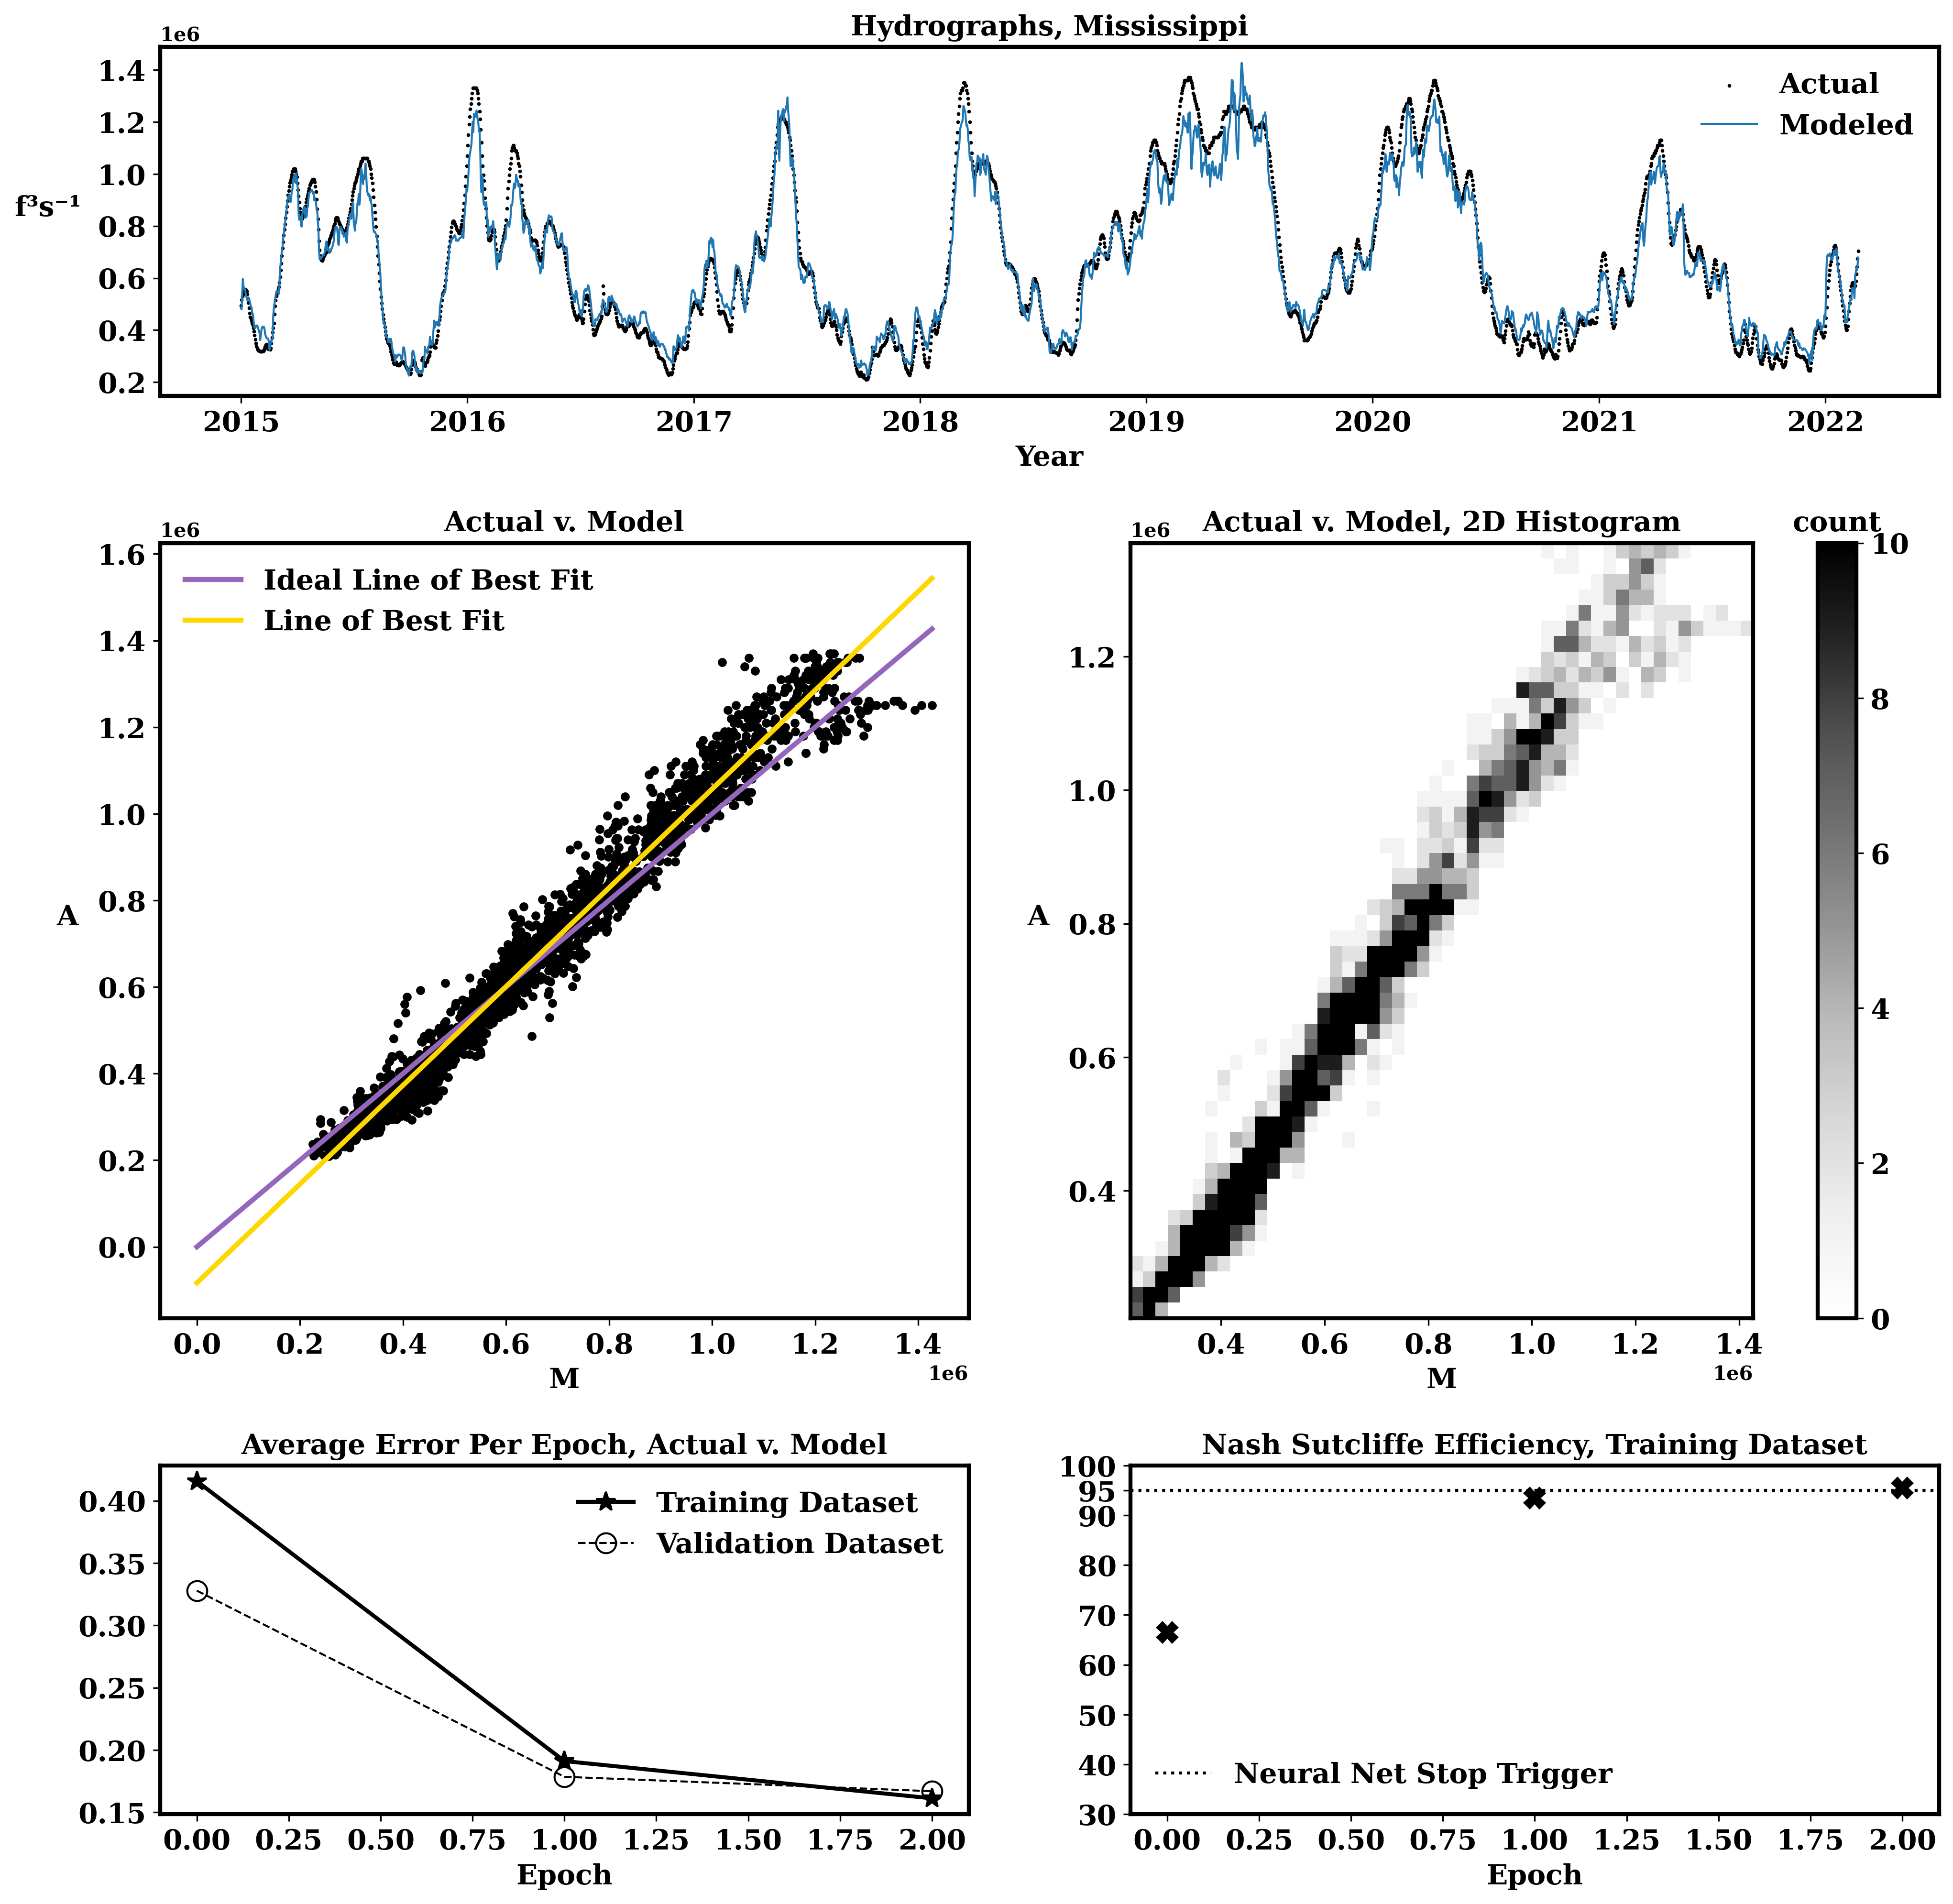 Hydrographs, Mississippi
1e6
1.4
1.2
1.0
0.8
0.6
0.4
0.2
f³s⁻¹
Actual
Modeled
2015 2016 2017 2018 2019 2020 2021 2022
Year
Actual v. Model
1e6
1.6
1.4
1.2
1.0
0.8
0.6
0.4
0.2
0.0
A
Ideal Line of Best Fit
Line of Best Fit
0.0 0.2 0.4 0.6 0.8 1.0 1.2 1.4
1e6
M
Actual v. Model, 2D Histogram
1e6
1.2
1.0
0.8
0.6
0.4
A
0.4 0.6 0.8 1.0 1.2 1.4
1e6
M
count
10
8
6
4
2
0
Average Error Per Epoch, Actual v. Model
0.40
0.35
0.30
0.25
0.20
0.15
Training Dataset
Validation Dataset
0.00 0.25 0.50 0.75 1.00 1.25 1.50 1.75 2.00
Epoch
Nash Sutcliffe Efficiency, Training Dataset
100
95
90
80
70
60
50
40
30
Neural Net Stop Trigger
0.00 0.25 0.50 0.75 1.00 1.25 1.50 1.75 2.00
Epoch